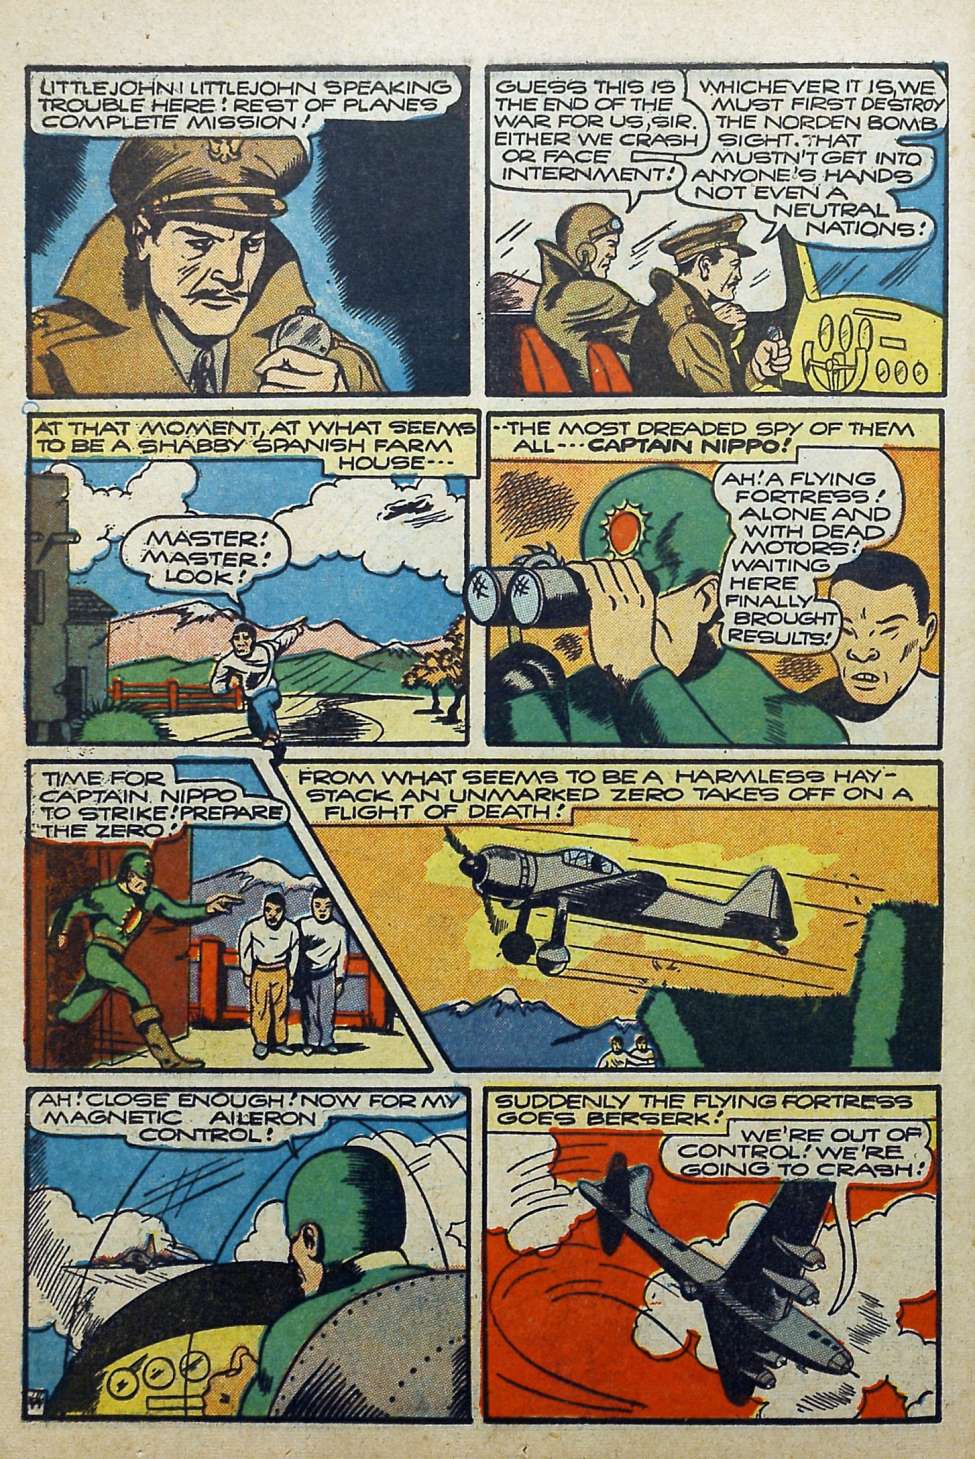 LITTLEJOHN! LITTLEJOHN SPEAKING
TROUBLE HERE! REST OF PLANES
COMPLETE MISSION!
GUESS THIS IS
THE END OF THE
WAR FOR US, SIR.
EITHER WE CRASH
OR FACE
INTERNMENT!
WHICHEVER IT IS, WE
MUST FIRST DESTROY
THE NORDEN BOMB
SIGHT. THAT
MUSTN'T GET INTO
ANYONE'S HANDS
NOT EVEN A
NEUTRAL
NATIONS!
AT THAT MOMENT, AT WHAT SEEMS
TO BE A SHABBY SPANISH FARM
HOUSE---
MASTER!
MASTER!
LOOK!
--THE MOST DREADED SPY OF THEM
ALL--- CAPTAIN NIPPO!
AH! A FLYING
FORTRESS!
ALONE AND
WITH DEAD
MOTORS!
WAITING
HERE
FINALLY
BROUGHT
RESULTS!
TIME FOR
CAPTAIN NIPPO
TO STRIKE! PREPARE
THE ZERO!
FROM WHAT SEEMS TO BE A HARMLESS HAY-
STACK AN UNMARKED ZERO TAKES OFF ON A
FLIGHT OF DEATH!
AH! CLOSE ENOUGH! NOW FOR MY
MAGNETIC AILERON
CONTROL!
SUDDENLY THE FLYING FORTRESS
GOES BERSERK!
WE'RE OUT OF
CONTROL! WE'RE
GOING TO CRASH!